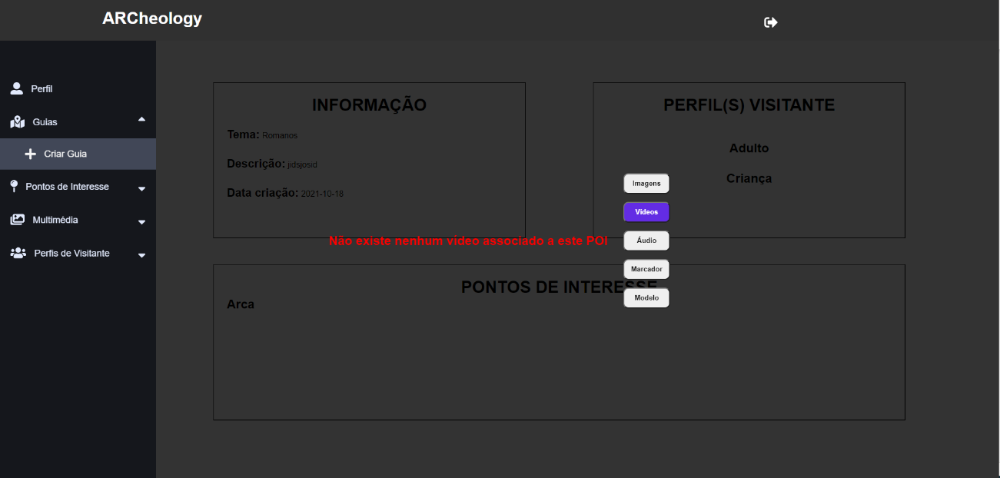 ARCheology
Perfil
Guias
Criar Guia
Pontos de Interesse
Multimédia
Perfis de Visitante
INFORMAÇÃO
Tema: Romanos
Descrição: jidsjosid
Data criação: 2021-10-18
PERFIL(S) VISITANTE
Adulto
Criança
Não existe nenhum vídeo associado a este POI
Imagens
Vídeos
Áudio
Marcador
Modelo
PONTOS DE INTERESSE
Arca